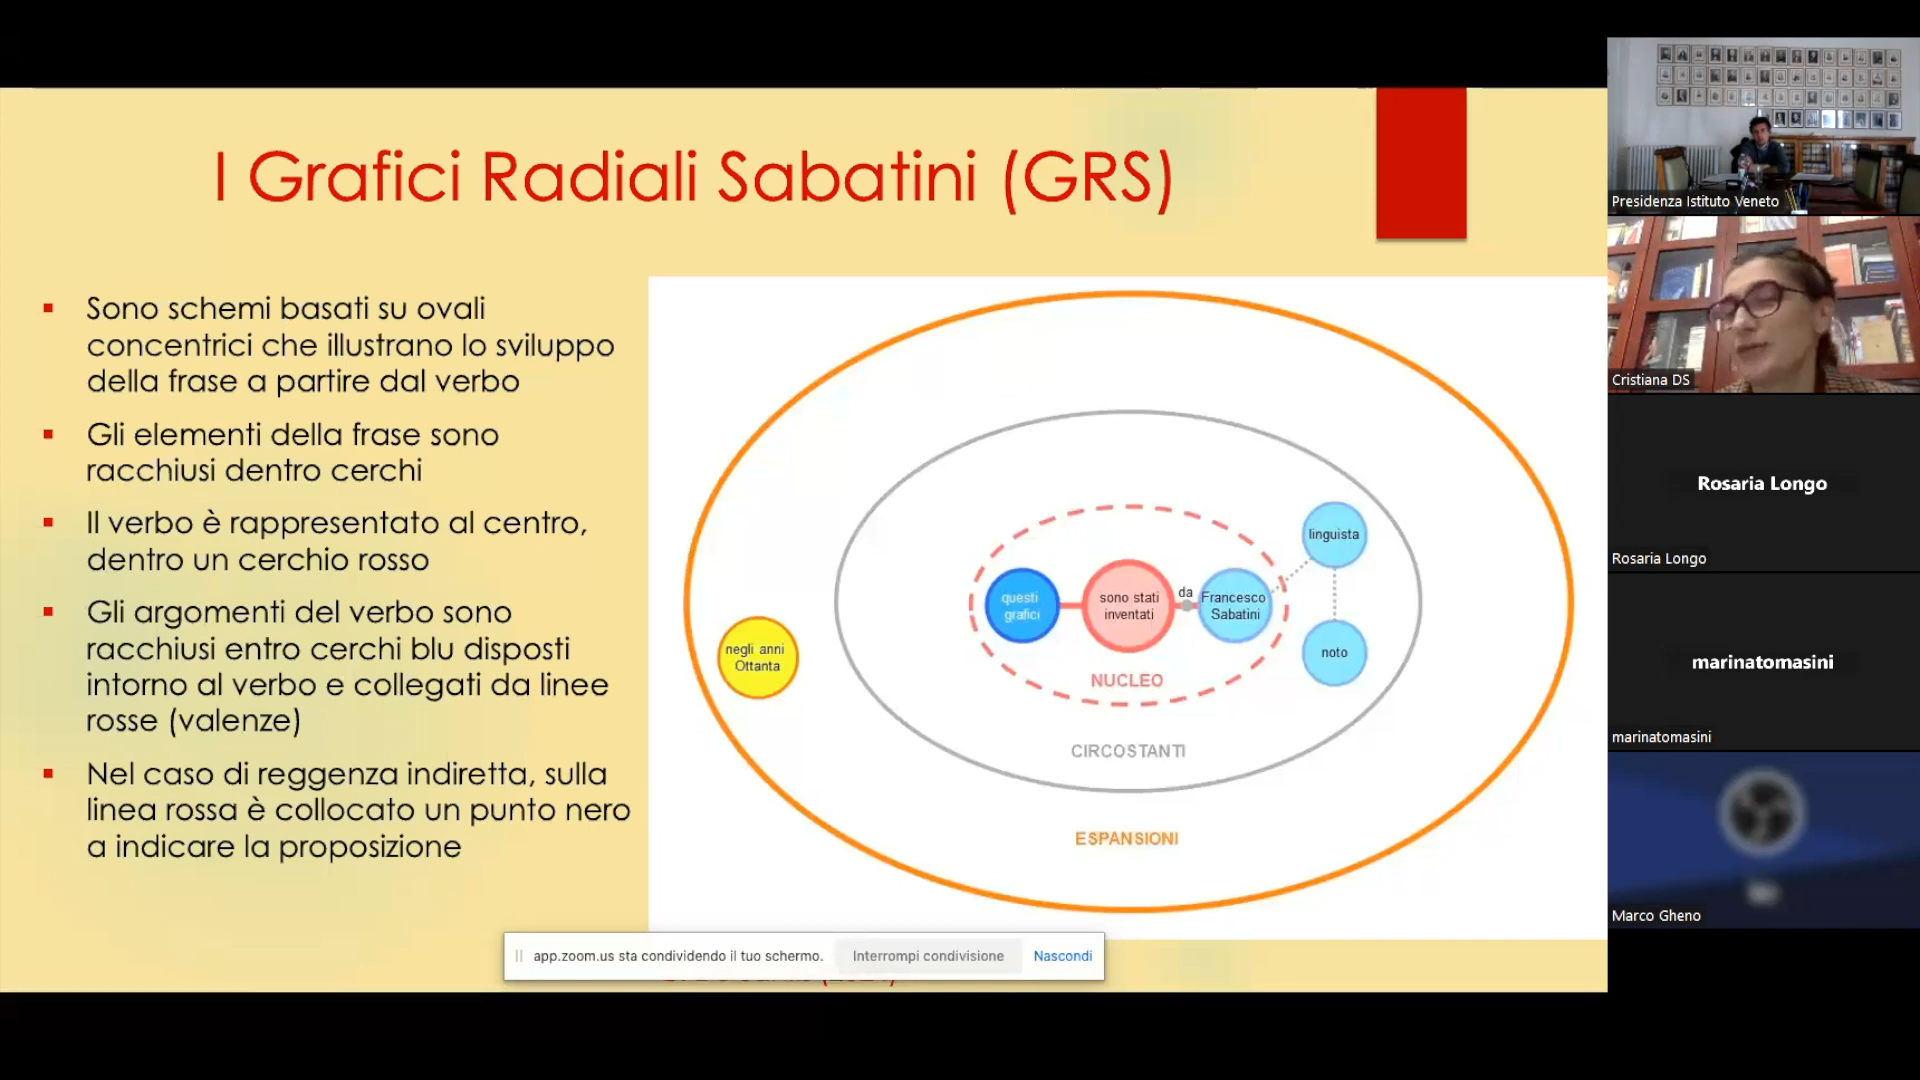 I Grafici Radiali Sabatini (GRS)
Sono schemi basati su ovali
concentrici che illustrano lo sviluppo
della frase a partire dal verbo
Gli elementi della frase sono
racchiusi dentro cerchi
Il verbo è rappresentato al centro,
dentro un cerchio rosso
Gli argomenti del verbo sono
racchiusi entro cerchi blu disposti
intorno al verbo e collegati da linee
rosse (valenze)
Nel caso di reggenza indiretta, sulla
linea rossa è collocato un punto nero
a indicare la proposizione
linguista
questi
grafici
sono stati
inventati
da
Francesco
Sabatini
noto
negli anni
Ottanta
NUCLEO
CIRCOSTANTI
ESPANSIONI
app.zoom.us sta condividendo il tuo schermo.
Interrompi condivisione
Nascondi
Presidenza Istituto Veneto
Cristiana DS
Rosaria Longo
Rosaria Longo
marinatomasini
marinatomasini
Marco Gheno